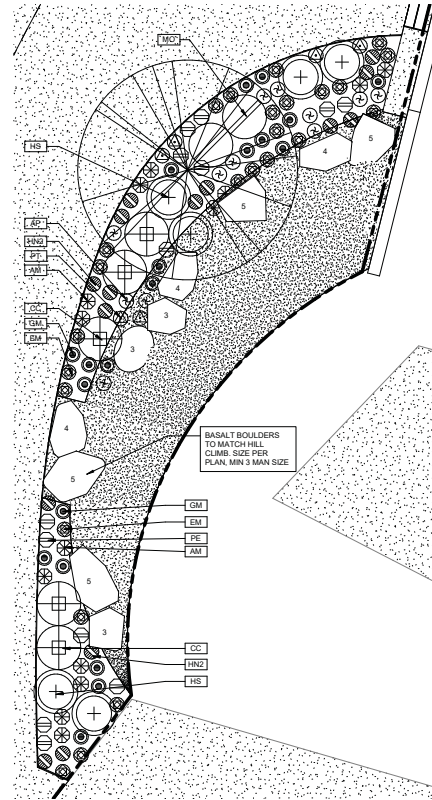 MO
5
4
HS
5
AP
HN2
PT
AM
4
3
CC
GM
EM
3
4
BASALT BOULDERS
TO MATCH HILL
CLIMB. SIZE PER
PLAN, MIN 3 MAN SIZE
5
GM
EM
PE
AM
5
3
CC
HN2
HS